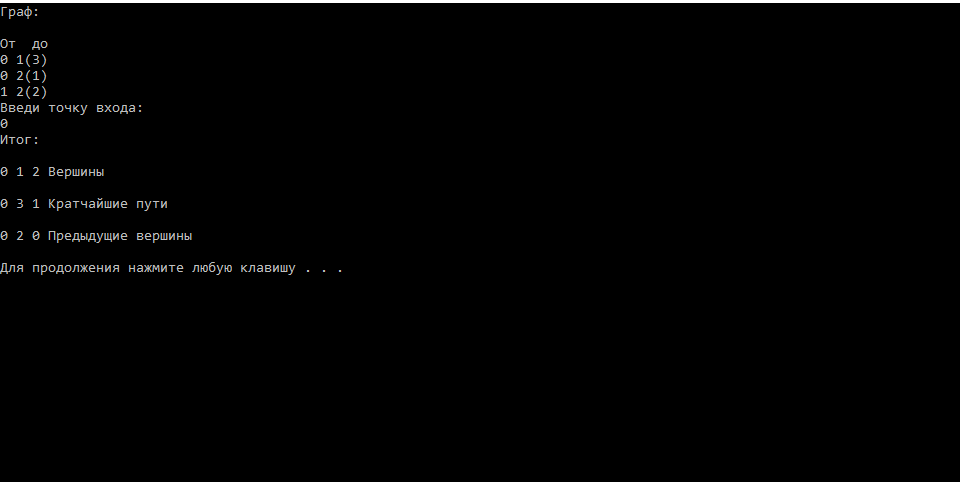 Граф:
От  до
0 1(3)
0 2(1)
1 2(2)
Введи точку входа:
0
Итог:
0 1 2 Вершины
0 3 1 Кратчайшие пути
0 2 0 Предыдущие вершины
Для продолжения нажмите любую клавишу . . .